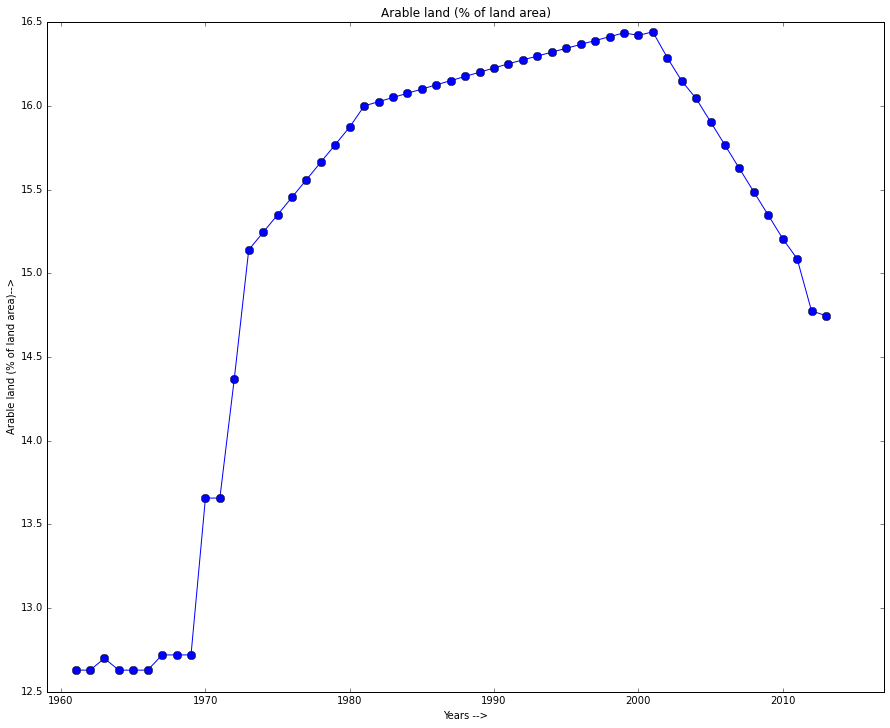 Arable land (% of land area)
16.5
16.0
15.5
15.0
14.5
14.0
13.5
13.0
12.5
Arable land (% of land area)-->
1960 1970 1980 1990 2000 2010
Years -->